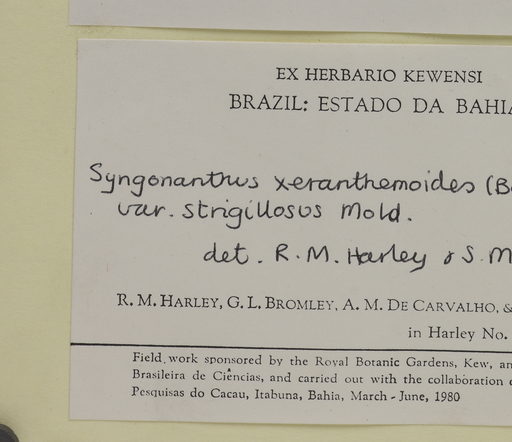 EX HERBARIO KEWENSI
BRAZIL: ESTADO DA BAHIA
Syngonanthus xeranthemoides
var. strigillosus Mold.
det. R.M. Harley & S.M
R. M. HARLEY, G. L. BROMLEY, A. M. DE CARVALHO, &
in Harley No.
Field work sponsored by the Royal Botanic Gardens, Kew,
Brasileira de Ciências, and carried out with the collaboration
Pesquisas do Cacau, Itabuna, Bahia, March - June, 1980